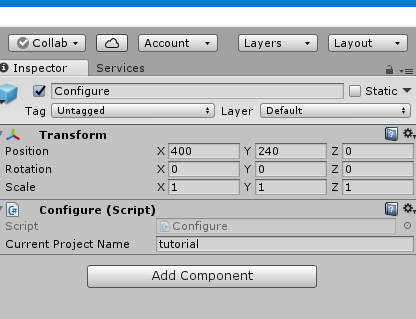 Collab Account Layers Layout
Inspector Services
Configure Static
Tag Untagged Layer Default
Transform
Position X 400 Y 240 Z 0
Rotation X 0 Y 0 Z 0
Scale X 1 Y 1 Z 1
Configure (Script)
Script Configure
Current Project Name tutorial
Add Component